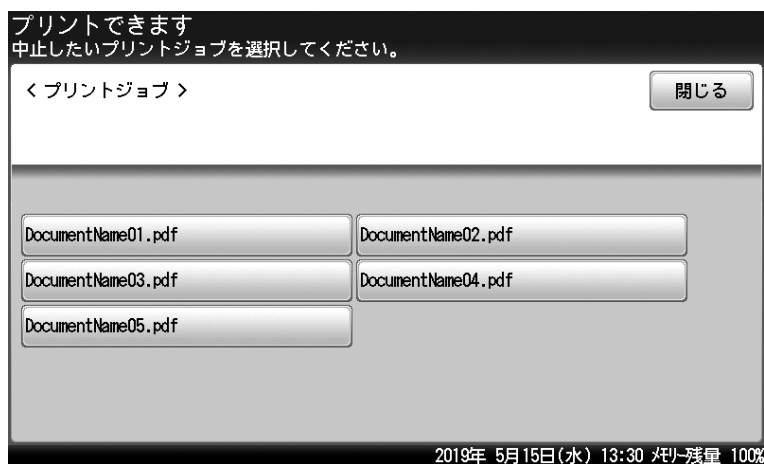 プリントできます
中止したいプリントジョブを選択してください。
< プリントジョブ >
閉じる
DocumentName01.pdf
DocumentName02.pdf
DocumentName03.pdf
DocumentName04.pdf
DocumentName05.pdf
2019年 5月15日(水) 13:30 ﾒﾓﾘｰ残量 100%